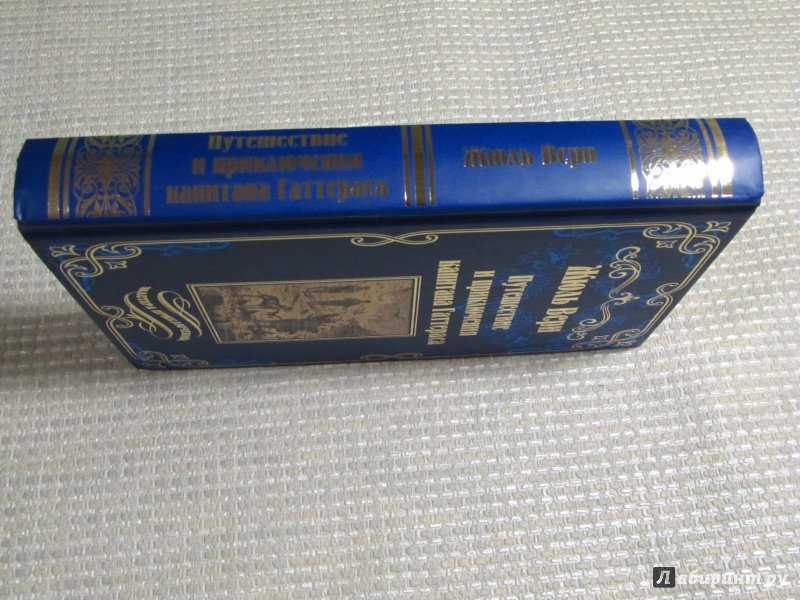 Путешествие
и приключения
капитана Гаттераса
Жюль Верн
Жюль Верн
Путешествие
и приключения
капитана Гаттераса
Лабиринт.ру